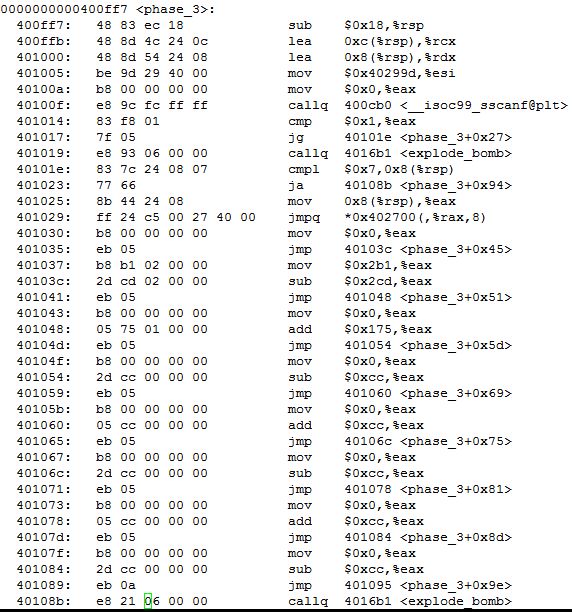 0000000000400ff7 <phase_3>:
400ff7: 48 83 ec 18 sub $0x18,%rsp
400ffb: 48 8d 4c 24 0c lea 0xc(%rsp),%rcx
401000: 48 8d 54 24 08 lea 0x8(%rsp),%rdx
401005: be 9d 29 40 00 mov $0x40299d,%esi
40100a: b8 00 00 00 00 mov $0x0,%eax
40100f: e8 9c fc ff ff callq 400cb0 <__isoc99_sscanf@plt>
401014: 83 f8 01 cmp $0x1,%eax
401017: 7f 05 jg 40101e <phase_3+0x27>
401019: e8 93 06 00 00 callq 4016b1 <explode_bomb>
40101e: 83 7c 24 08 07 cmpl $0x7,0x8(%rsp)
401023: 77 66 ja 40108b <phase_3+0x94>
401025: 8b 44 24 08 mov 0x8(%rsp),%eax
401029: ff 24 c5 00 27 40 00 jmpq *0x402700(,%rax,8)
401030: b8 00 00 00 00 mov $0x0,%eax
401035: eb 05 jmp 40103c <phase_3+0x45>
401037: b8 b1 02 00 00 mov $0x2b1,%eax
40103c: 2d cd 02 00 00 sub $0x2cd,%eax
401041: eb 05 jmp 401048 <phase_3+0x51>
401043: b8 00 00 00 00 mov $0x0,%eax
401048: 05 75 01 00 00 add $0x175,%eax
40104d: eb 05 jmp 401054 <phase_3+0x5d>
40104f: b8 00 00 00 00 mov $0x0,%eax
401054: 2d cc 00 00 00 sub $0xcc,%eax
401059: eb 05 jmp 401060 <phase_3+0x69>
40105b: b8 00 00 00 00 mov $0x0,%eax
401060: 05 cc 00 00 00 add $0xcc,%eax
401065: eb 05 jmp 40106c <phase_3+0x75>
401067: b8 00 00 00 00 mov $0x0,%eax
40106c: 2d cc 00 00 00 sub $0xcc,%eax
401071: eb 05 jmp 401078 <phase_3+0x81>
401073: b8 00 00 00 00 mov $0x0,%eax
401078: 05 cc 00 00 00 add $0xcc,%eax
40107d: eb 05 jmp 401084 <phase_3+0x8d>
40107f: b8 00 00 00 00 mov $0x0,%eax
401084: 2d cc 00 00 00 sub $0xcc,%eax
401089: eb 0a jmp 401095 <phase_3+0x9e>
40108b: e8 21 06 00 00 callq 4016b1 <explode_bomb>